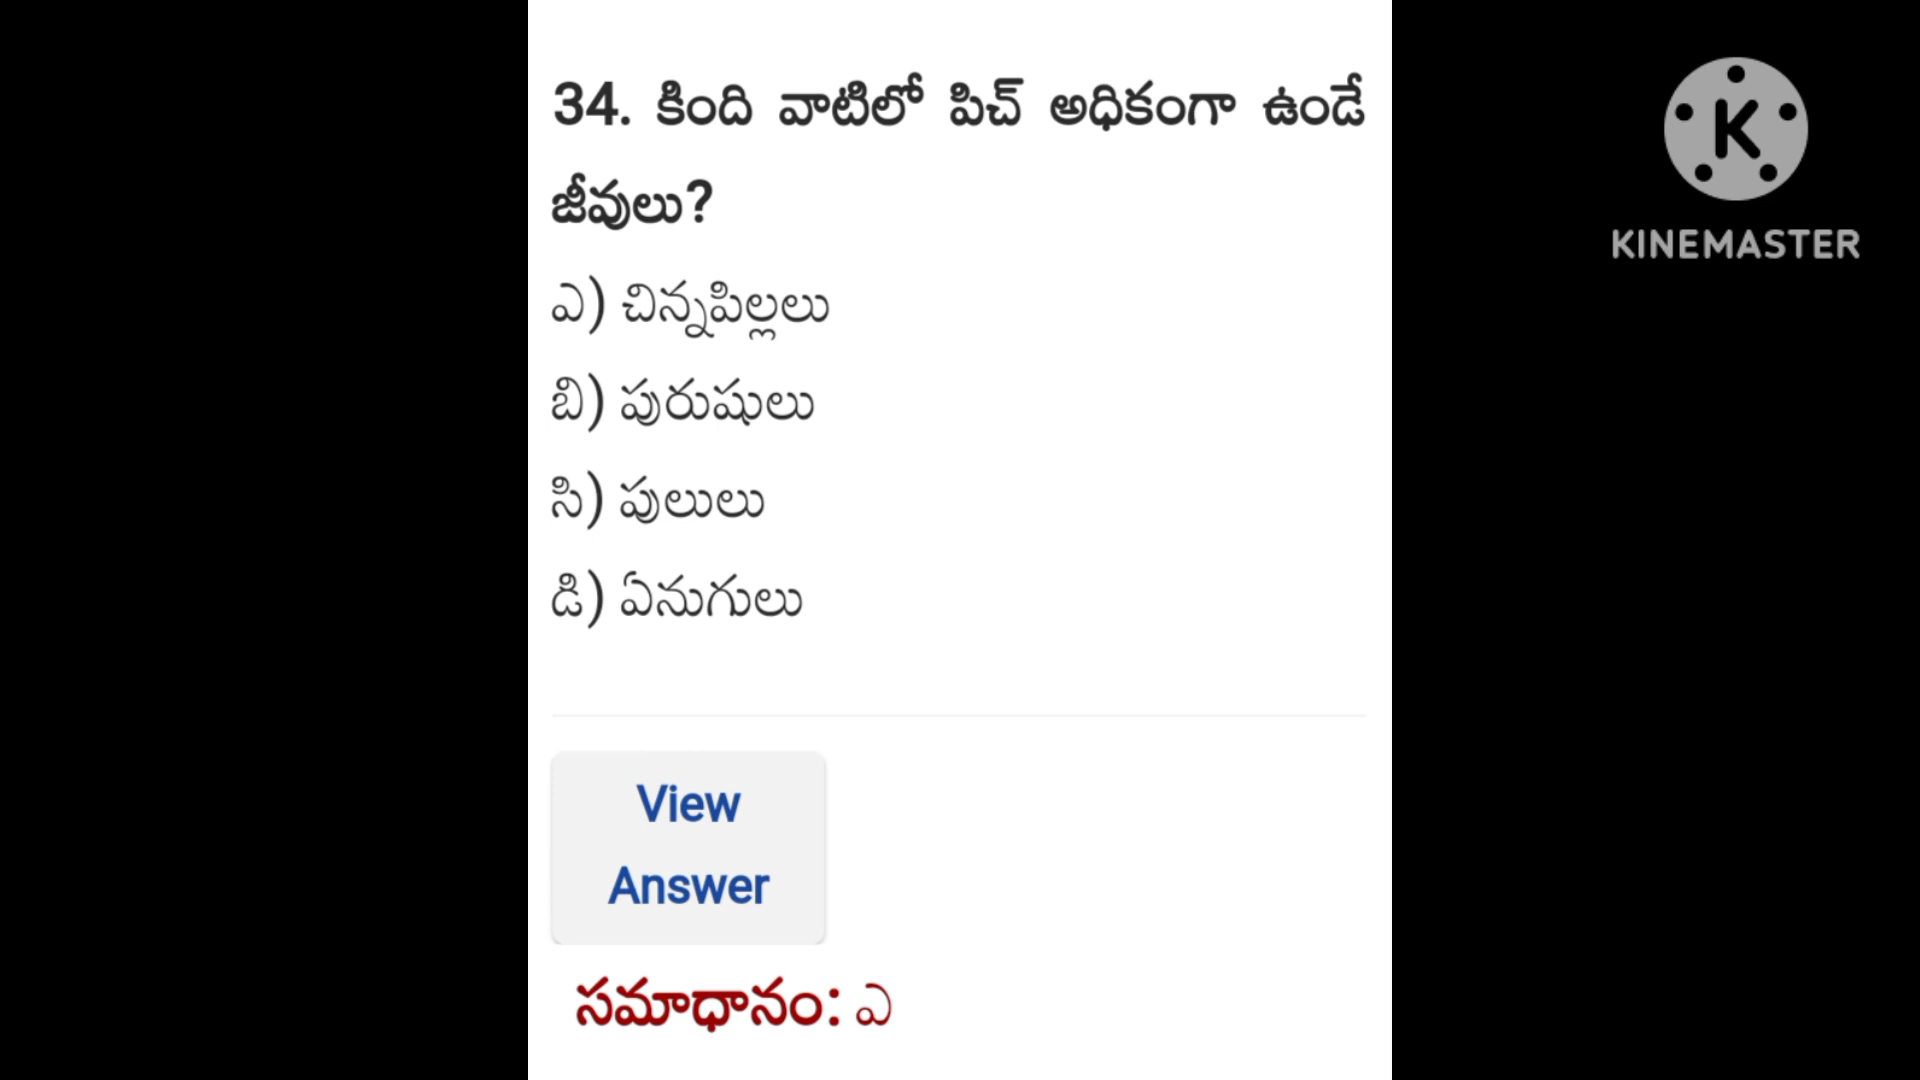 34. కింది వాటిలో పిచ్ అధికంగా ఉండే
జీవులు?
ఎ) చిన్నపిల్లలు
బి) పురుషులు
సి) పులులు
డి) ఏనుగులు
View
Answer
సమాధానం: ఎ
K
KINEMASTER